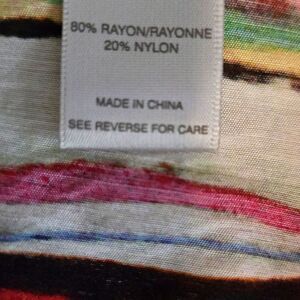 80% RAYON/RAYONNE
20% NYLON
MADE IN CHINA
SEE REVERSE FOR CARE